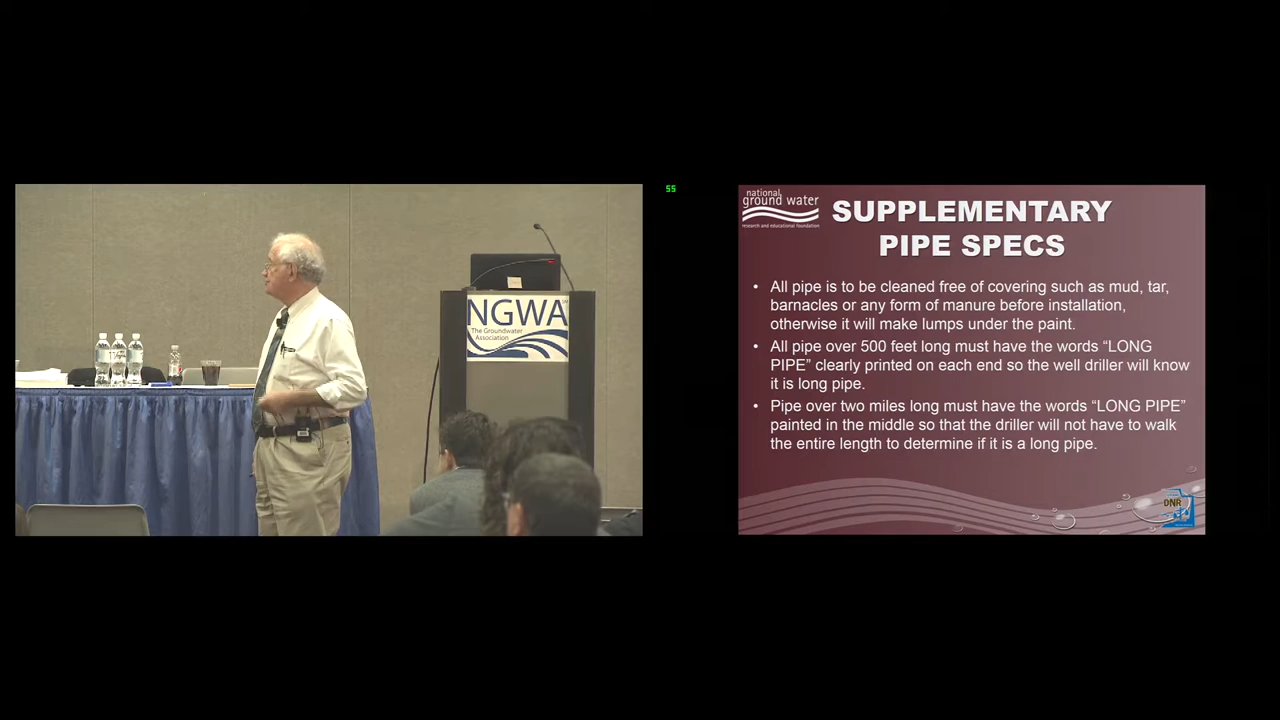 NGWA
The Groundwater
Association
55
national
ground water
research and educational foundation
SUPPLEMENTARY
PIPE SPECS
• All pipe is to be cleaned free of covering such as mud, tar,
barnacles or any form of manure before installation,
otherwise it will make lumps under the paint.
• All pipe over 500 feet long must have the words “LONG
PIPE” clearly printed on each end so the well driller will know
it is long pipe.
• Pipe over two miles long must have the words “LONG PIPE”
painted in the middle so that the driller will not have to walk
the entire length to determine if it is a long pipe.
DNR